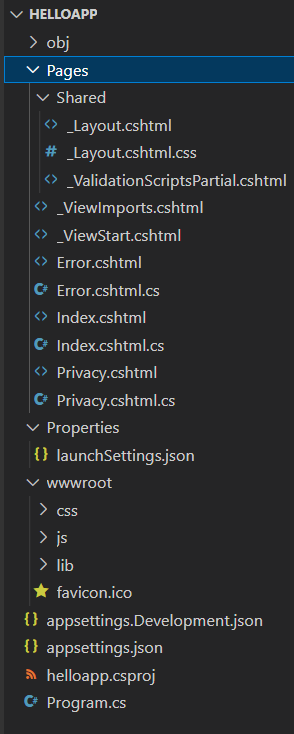 HELLOAPP
obj
Pages
Shared
_Layout.cshtml
_Layout.cshtml.css
_ValidationScriptsPartial.cshtml
_ViewImports.cshtml
_ViewStart.cshtml
Error.cshtml
Error.cshtml.cs
Index.cshtml
Index.cshtml.cs
Privacy.cshtml
Privacy.cshtml.cs
Properties
launchSettings.json
wwwroot
css
js
lib
favicon.ico
appsettings.Development.json
appsettings.json
helloapp.csproj
Program.cs